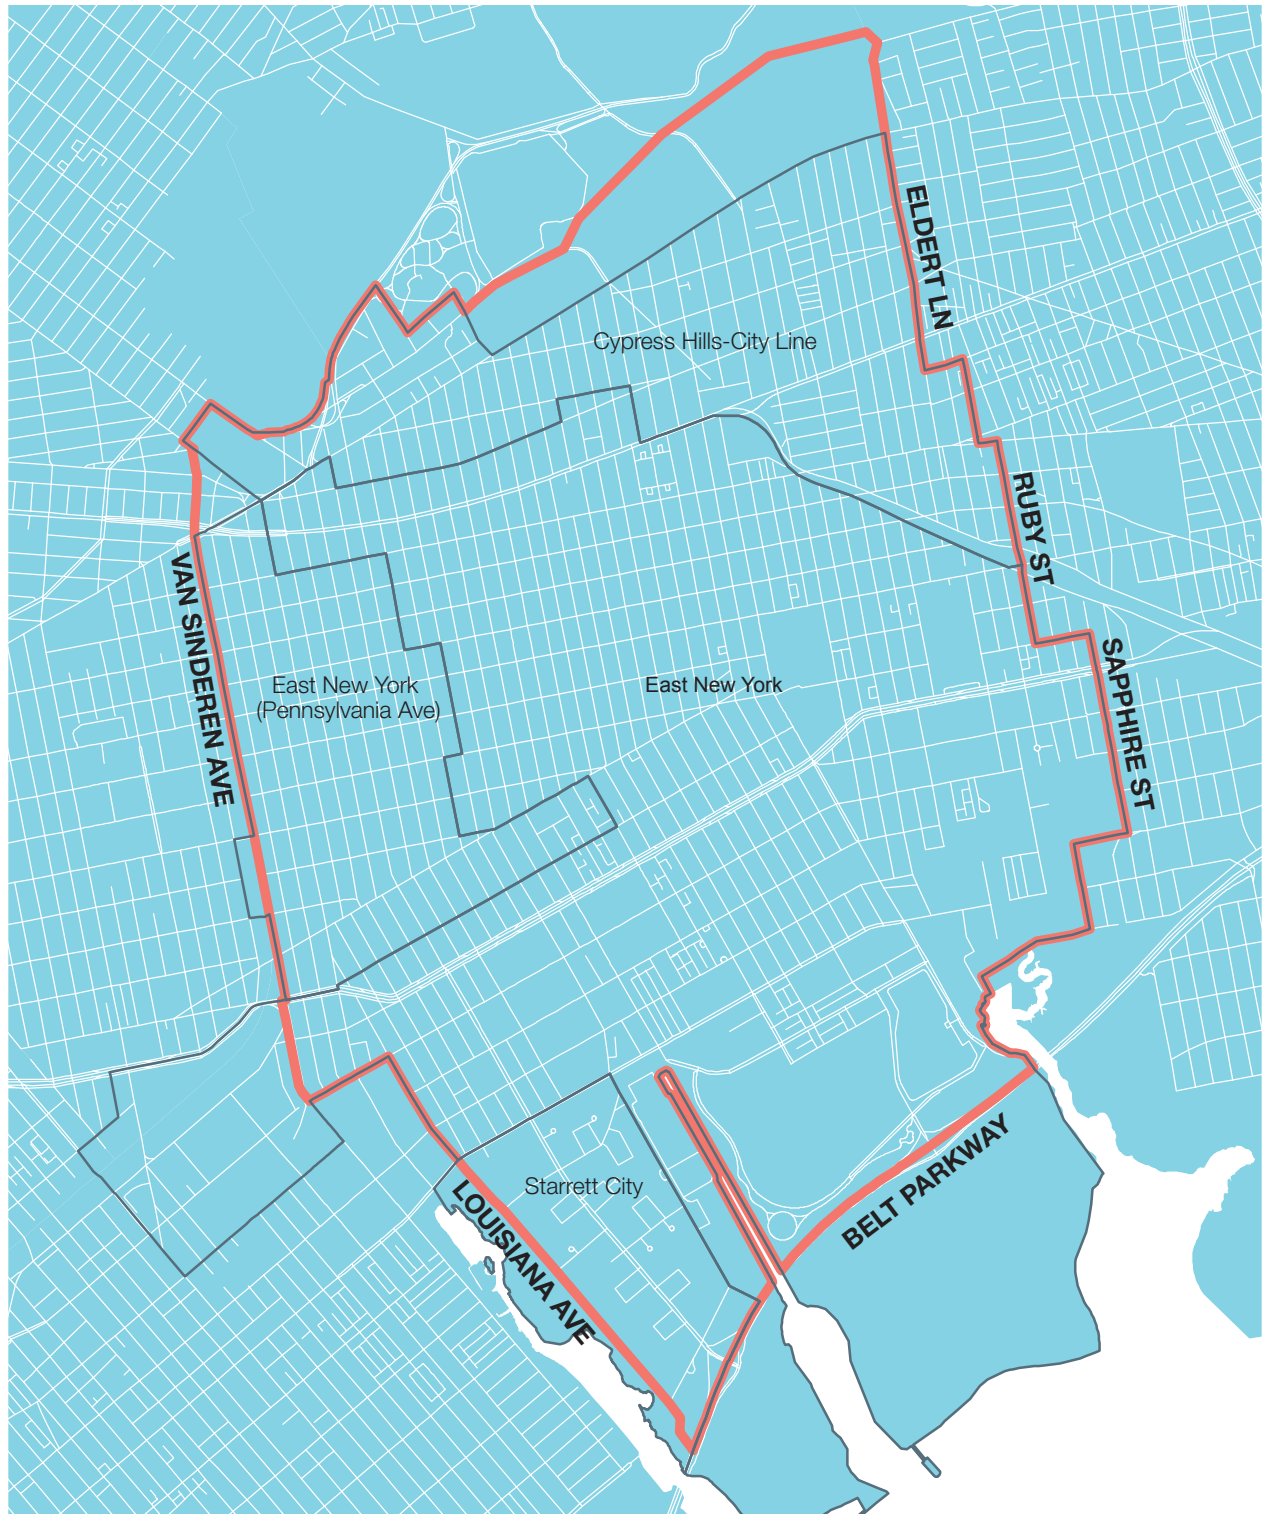 ELDERT LN
Cypress Hills-City Line
RUBY ST
VAN SINDEREN AVE
East New York
(Pennsylvania Ave)
East New York
SAPPHIRE ST
BELT PARKWAY
Starrett City
LOUISIANA AVE